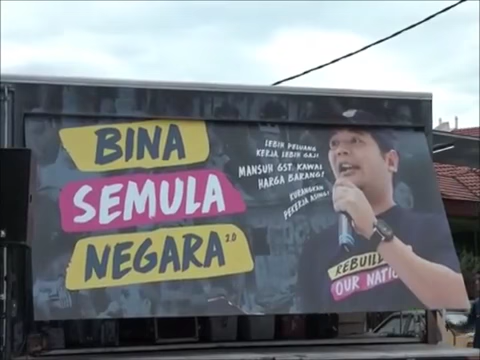 BINA
SEMULA
NEGARA 2.0
LEBIH PELUANG
KERJA LEBIH GAJI
MANSUH GST KAWAL
HARGA BARANG!
KURANGKAN
PEKERJA ASING!
REBUILD
OUR NATION